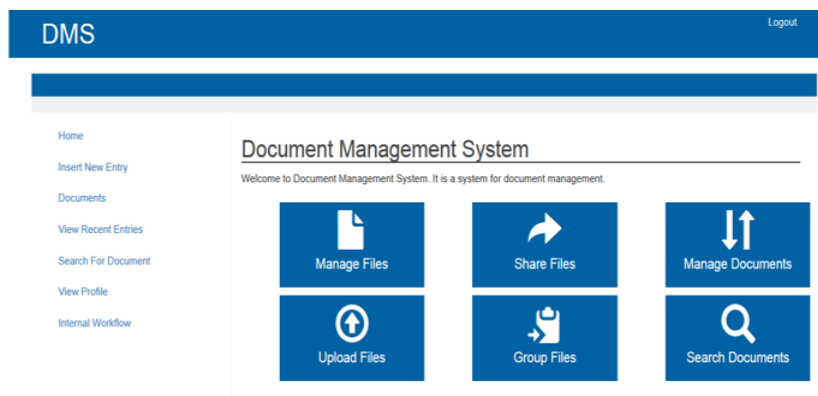 DMS
Logout
Home
Insert New Entry
Documents
View Recent Entries
Search For Document
View Profile
Internal Workflow
Document Management System
Welcome to Document Management System. It is a system for document management.
Manage Files
Share Files
Manage Documents
Upload Files
Group Files
Search Documents